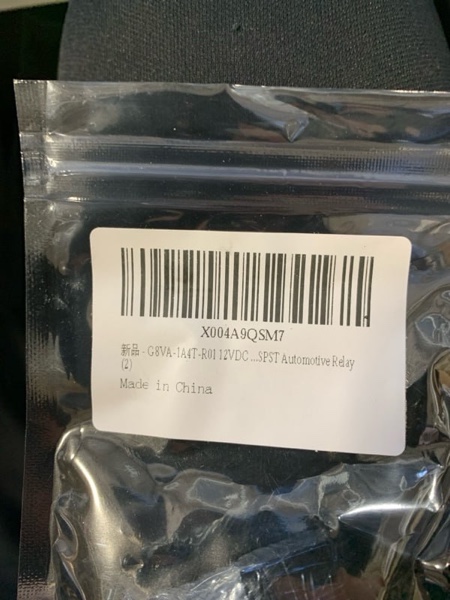 X004A9QSM7
新品 - G8VA-1A4T-R01 12VDC ...SPST Automotive Relay
(2)
Made in China